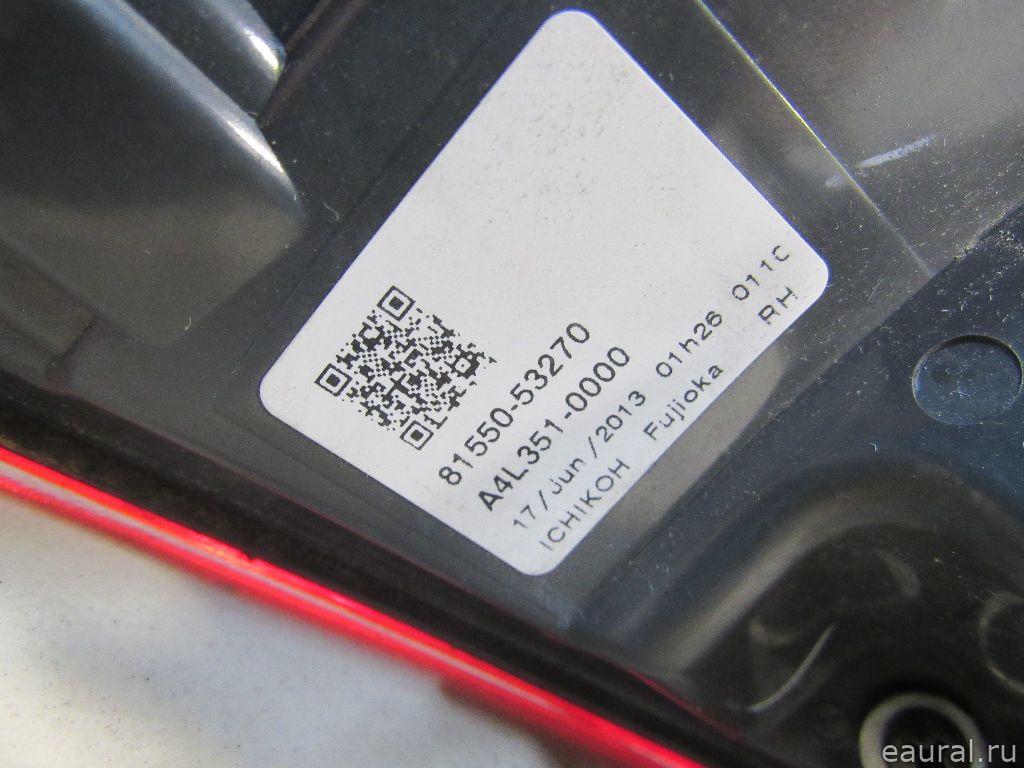 81550-53270
A4L351-0000
17/Jun/2013 01h26 011C
ICHIKOH Fujioka RH
eaural.ru